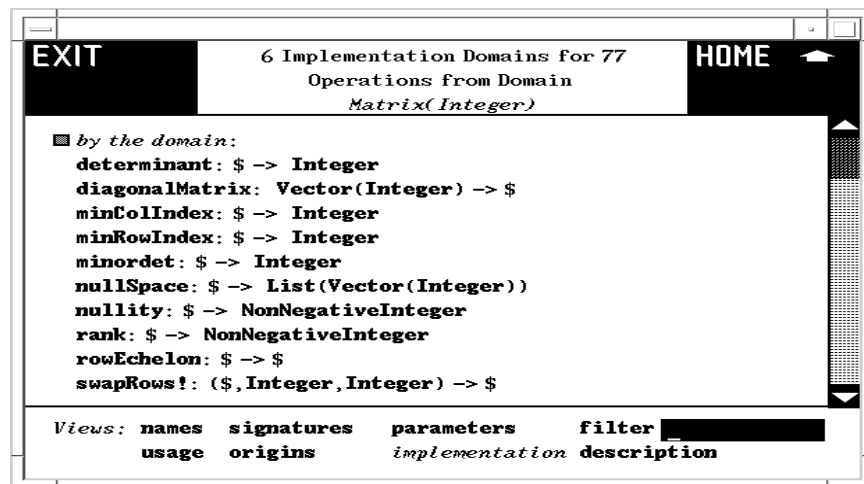 EXIT
6 Implementation Domains for 77
Operations from Domain
Matrix(Integer)
HOME
by the domain:
determinant: $ -> Integer
diagonalMatrix: Vector(Integer) -> $
minColIndex: $ -> Integer
minRowIndex: $ -> Integer
minordet: $ -> Integer
nullSpace: $ -> List(Vector(Integer))
nullity: $ -> NonNegativeInteger
rank: $ -> NonNegativeInteger
rowEchelon: $ -> $
swapRows!: ($,Integer,Integer) -> $
Views: names signatures parameters filter _
usage origins implementation description